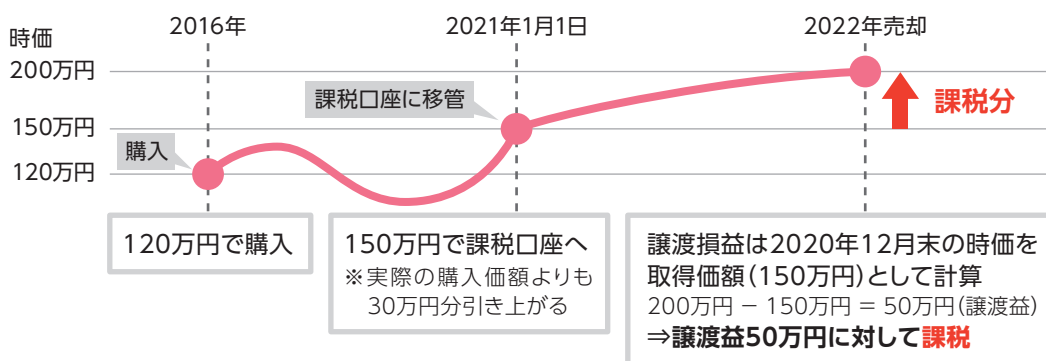 時価
2016年
2021年1月1日
2022年売却
200万円
150万円
120万円
購入
課税口座に移管
課税分
120万円で購入
150万円で課税口座へ
※実際の購入価額よりも
30万円分引き上がる
譲渡損益は2020年12月末の時価を
取得価額(150万円)として計算
200万円 − 150万円 = 50万円(譲渡益)
⇒譲渡益50万円に対して課税